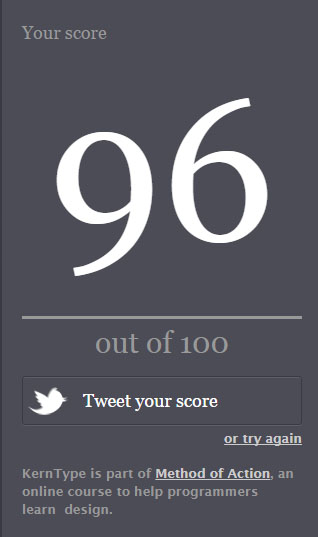 Your score
96
out of 100
Tweet your score
or try again
KernType is part of Method of Action, an
online course to help programmers
learn design.